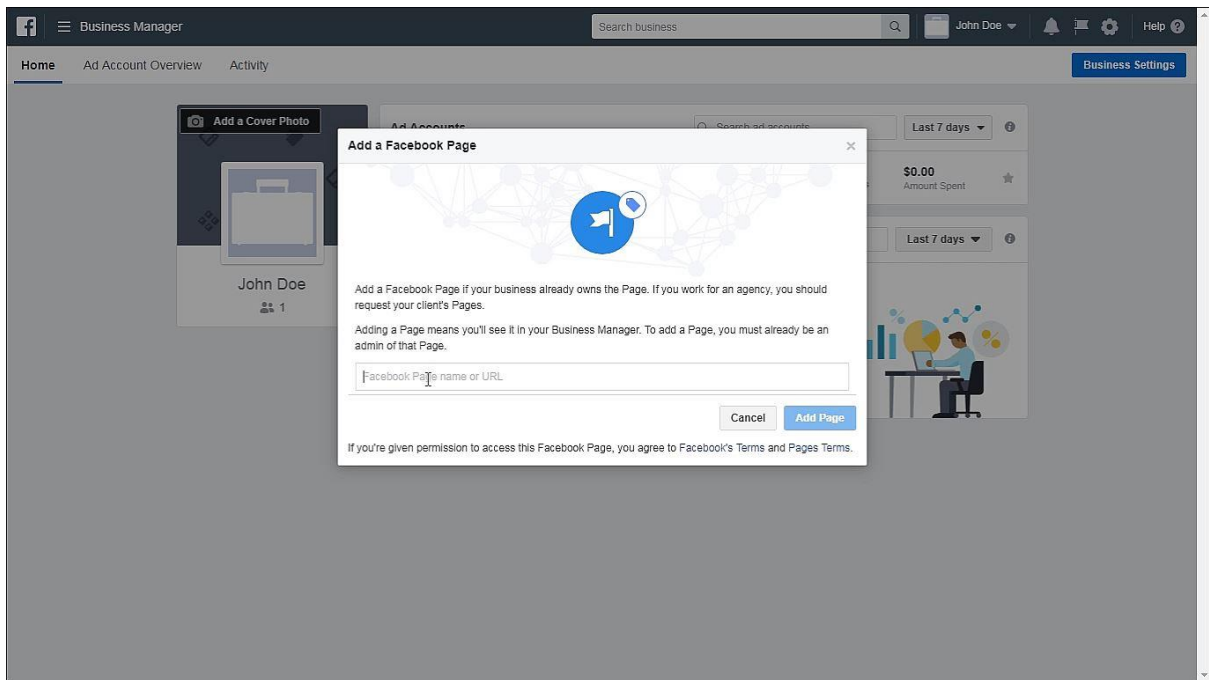 Business Manager
Search business
John Doe
Help
Home
Ad Account Overview
Activity
Business Settings
Add a Cover Photo
Ad Accounts
Search ad accounts
Last 7 days
$0.00
Amount Spent
Last 7 days
John Doe
1
Add a Facebook Page
Add a Facebook Page if your business already owns the Page. If you work for an agency, you should
request your client's Pages.
Adding a Page means you'll see it in your Business Manager. To add a Page, you must already be an
admin of that Page.
Facebook Page name or URL
Cancel
Add Page
If you're given permission to access this Facebook Page, you agree to Facebook's Terms and Pages Terms.